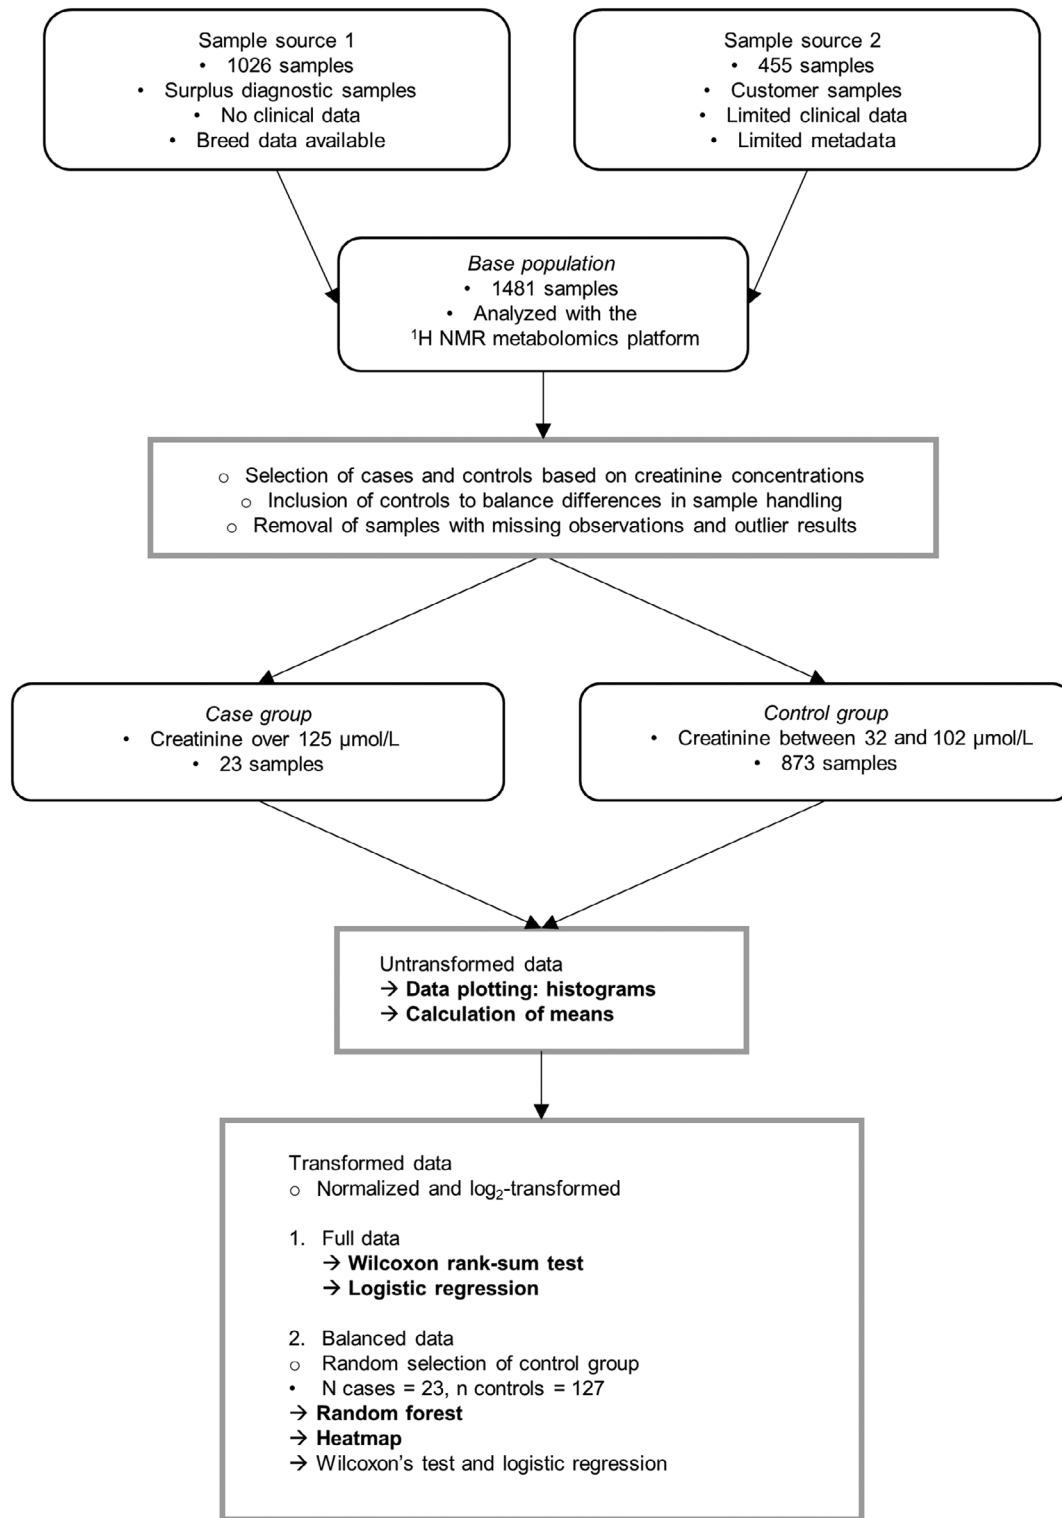 Sample source 1
• 1026 samples
• Surplus diagnostic samples
• No clinical data
• Breed data available
Sample source 2
• 455 samples
• Customer samples
• Limited clinical data
• Limited metadata
Base population
• 1481 samples
• Analyzed with the
¹H NMR metabolomics platform
○ Selection of cases and controls based on creatinine concentrations
○ Inclusion of controls to balance differences in sample handling
○ Removal of samples with missing observations and outlier results
Case group
• Creatinine over 125 µmol/L
• 23 samples
Control group
• Creatinine between 32 and 102 µmol/L
• 873 samples
Untransformed data
→ Data plotting: histograms
→ Calculation of means
Transformed data
○ Normalized and log₂-transformed
1. Full data
→ Wilcoxon rank-sum test
→ Logistic regression
2. Balanced data
○ Random selection of control group
• N cases = 23, n controls = 127
→ Random forest
→ Heatmap
→ Wilcoxon's test and logistic regression